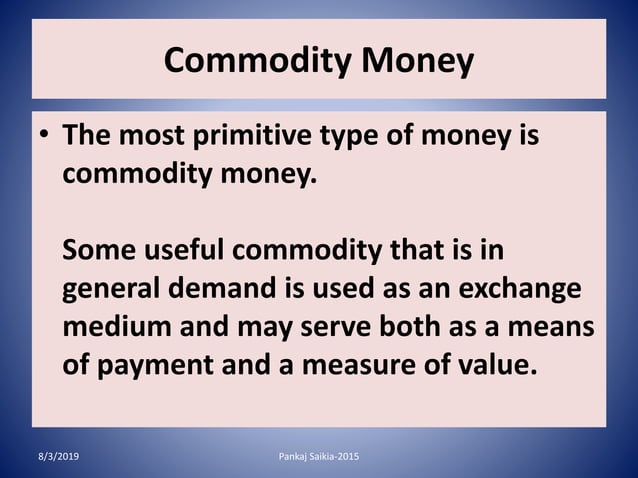 Commodity Money
• The most primitive type of money is
commodity money.
Some useful commodity that is in
general demand is used as an exchange
medium and may serve both as a means
of payment and a measure of value.
8/3/2019
Pankaj Saikia-2015